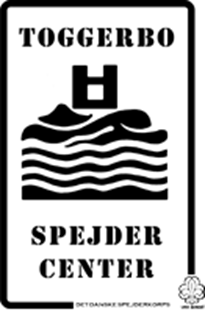 TOGGERBO
SPEJDER
CENTER
DET DANSKE SPEJDERKORPS